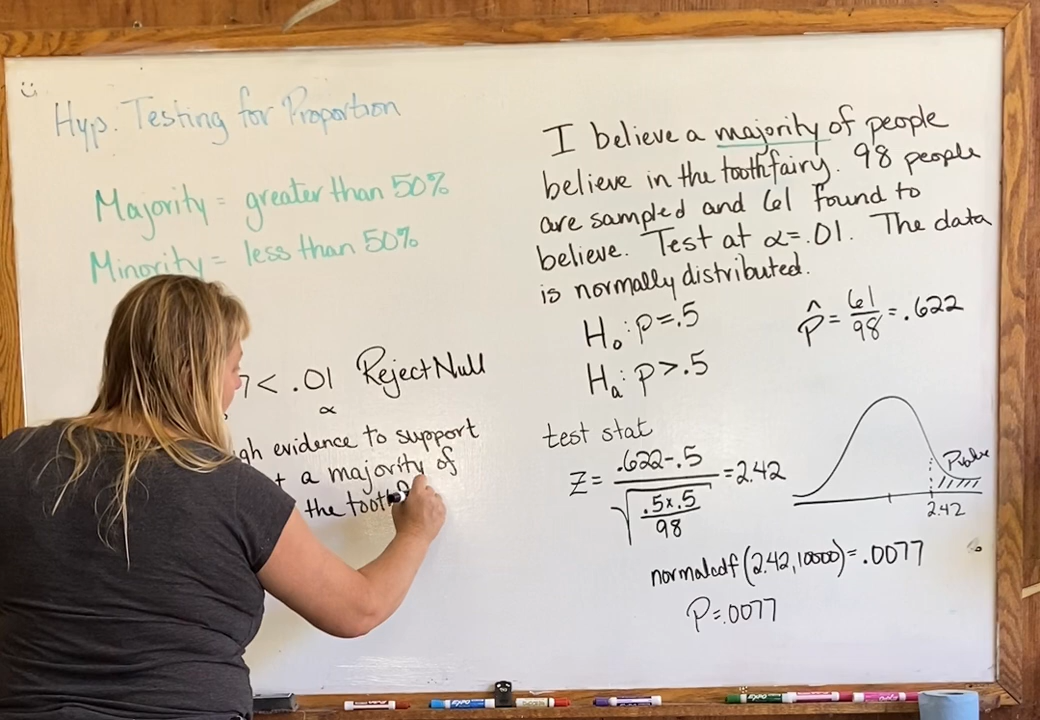 Hyp. Testing for Proportion
Majority = greater than 50%
Minority = less than 50%
7 < .01 Reject Null
α
evidence to support
a majority of
the
I believe a majority of people
believe in the toothfairy. 98 people
are sampled and 61 found to
believe. Test at α=.01. The data
is normally distributed.
H₀: p=.5
Hₐ: p>.5
p̂ = 61/98 = .622
test stat
Z = .622-.5 / √(.5×.5 / 98) = 2.42
2.42
normalcdf(2.42,10000)=.0077
P=.0077
EXPO